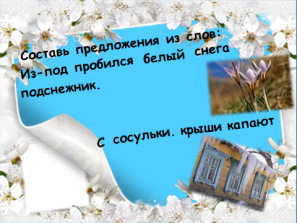 Составь предложения из слов:
Из-под пробился белый снега
подснежник.
С сосульки. крыши капают